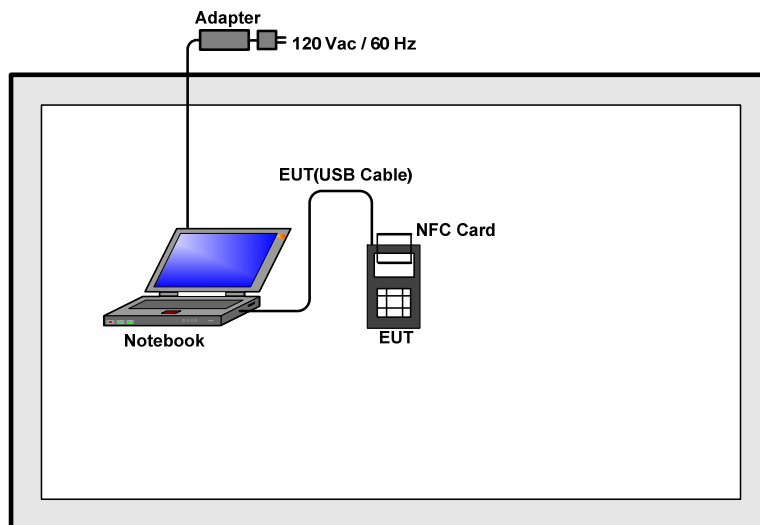 Adapter
120 Vac / 60 Hz
EUT(USB Cable)
NFC Card
Notebook
EUT